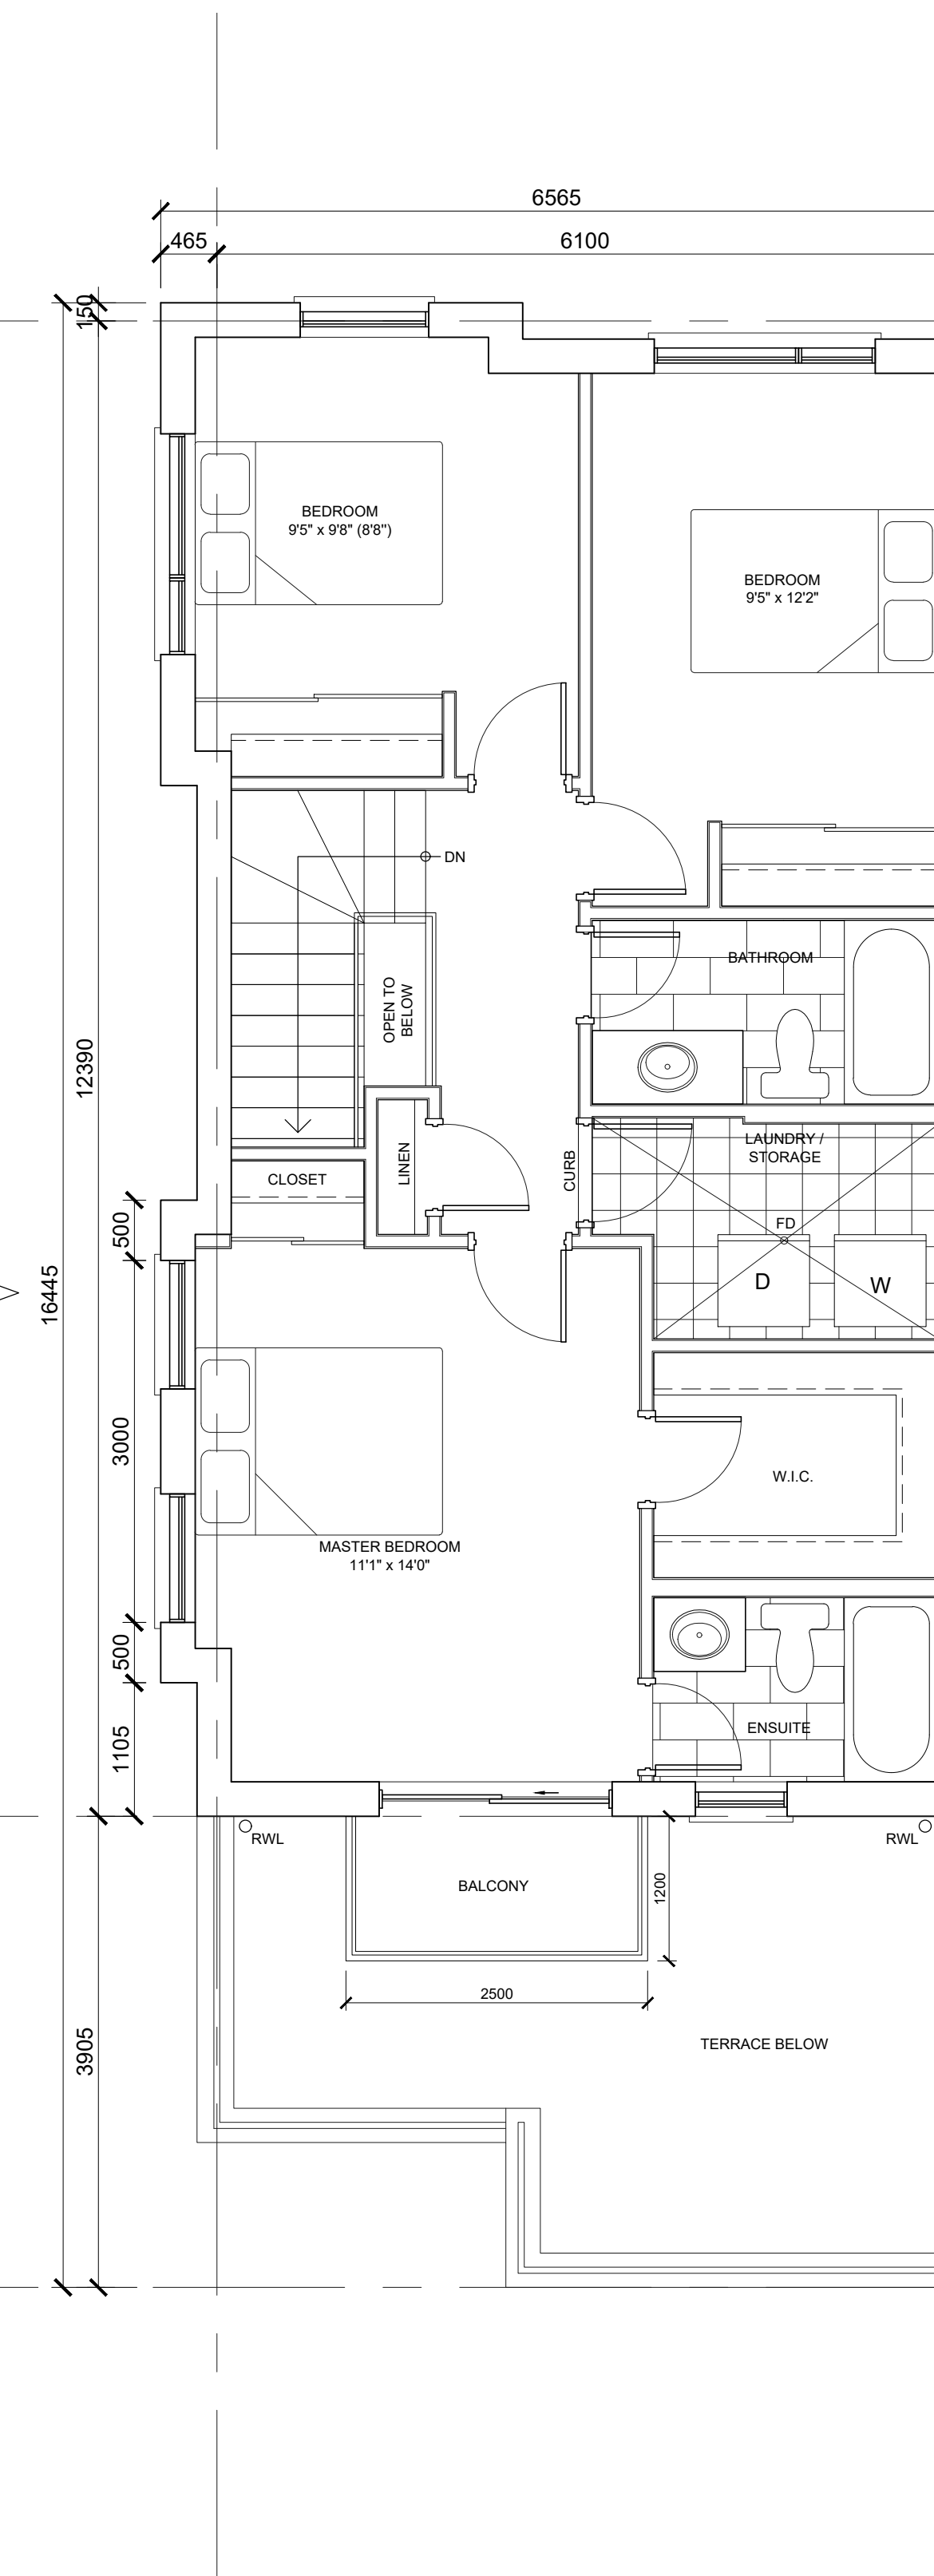 6565
465
6100
150
BEDROOM
9'5" x 9'8" (8'8")
BEDROOM
9'5" x 12'2"
DN
BATHROOM
OPEN TO
BELOW
12390
LAUNDRY /
STORAGE
CURB
LINEN
CLOSET
FD
500
D
W
16445
3000
W.I.C.
MASTER BEDROOM
11'1" x 14'0"
500
ENSUITE
1105
RWL
RWL
BALCONY
1200
2500
TERRACE BELOW
3905